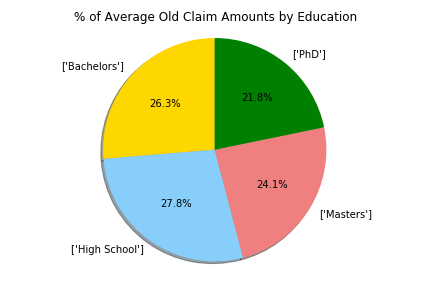 % of Average Old Claim Amounts by Education
['PhD']
['Bachelors']
21.8%
26.3%
24.1%
27.8%
['Masters']
['High School']